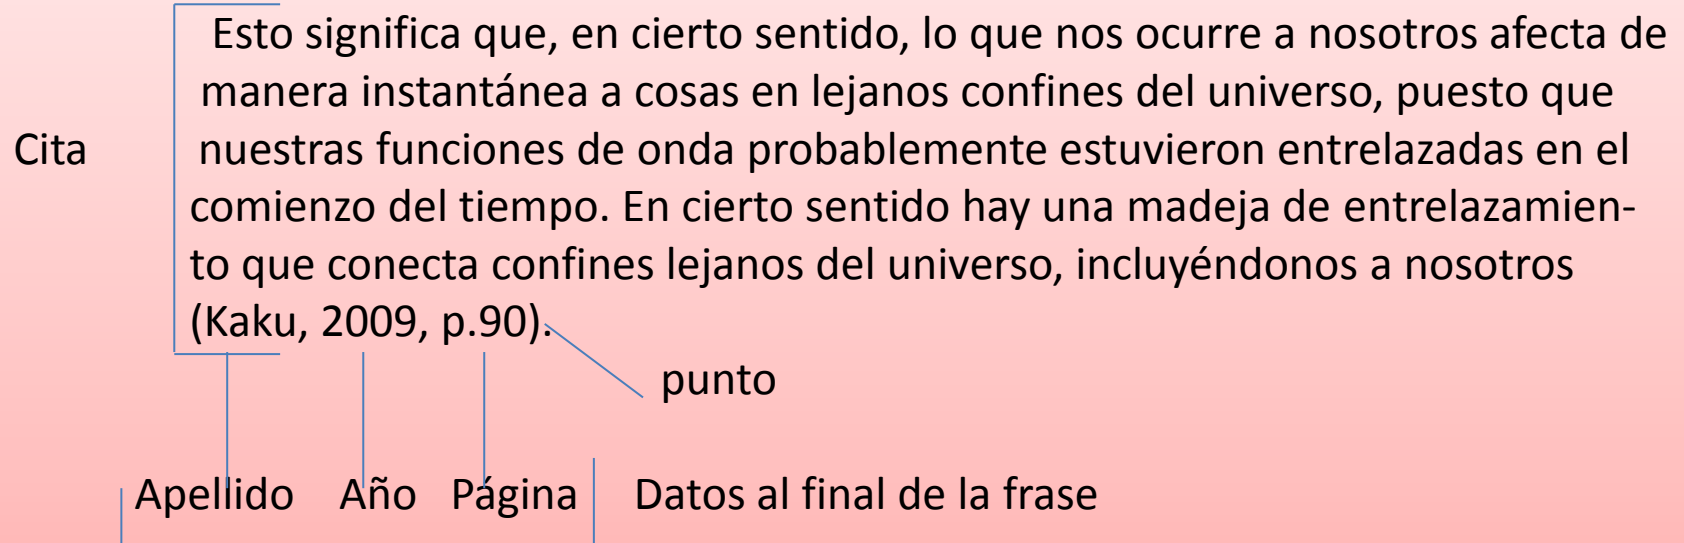 Esto significa que, en cierto sentido, lo que nos ocurre a nosotros afecta de
manera instantánea a cosas en lejanos confines del universo, puesto que
Cita
nuestras funciones de onda probablemente estuvieron entrelazadas en el
comienzo del tiempo. En cierto sentido hay una madeja de entrelazamien-
to que conecta confines lejanos del universo, incluyéndonos a nosotros
(Kaku, 2009, p.90).
punto
Apellido Año Página Datos al final de la frase